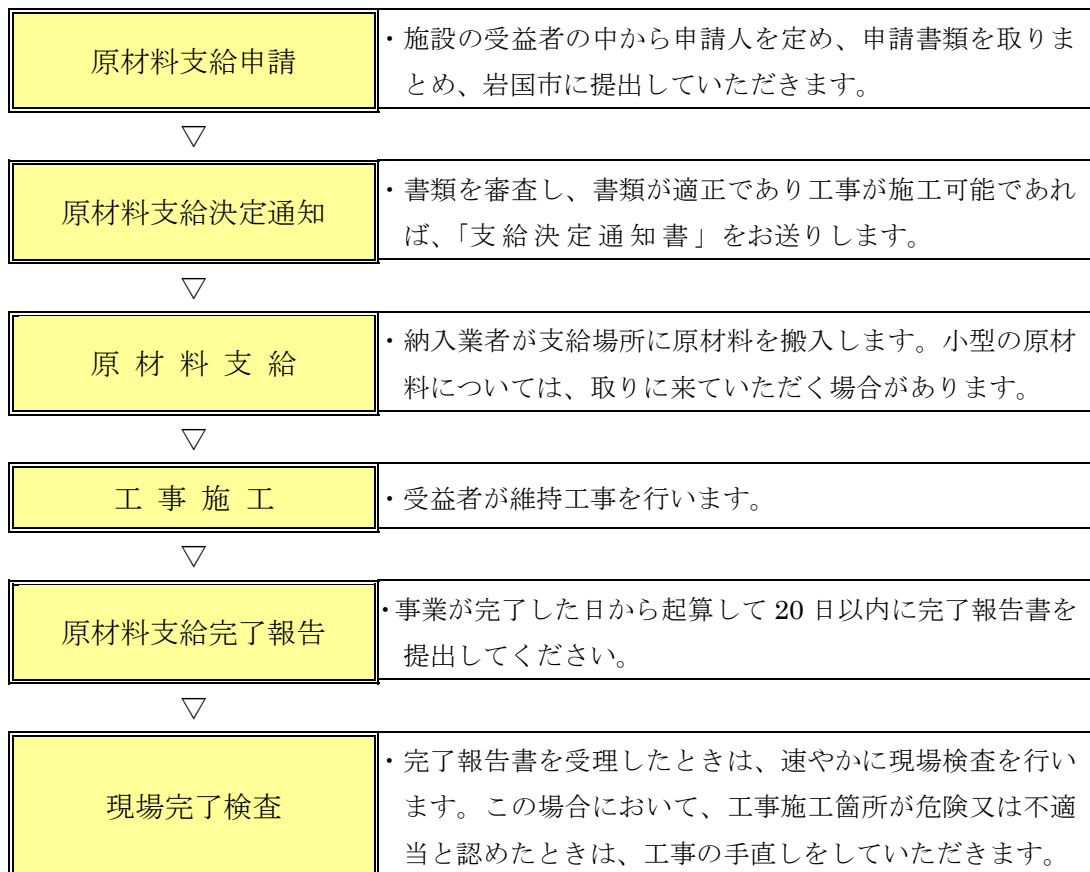 原材料支給申請
・施設の受益者の中から申請人を定め、申請書類を取りま
とめ、岩国市に提出していただきます。
▽
原材料支給決定通知
・書類を審査し、書類が適正であり工事が施工可能であれ
ば、「支給決定通知書」をお送りします。
▽
原材料支給
・納入業者が支給場所に原材料を搬入します。小型の原材
料については、取りに来ていただく場合があります。
▽
工事施工
・受益者が維持工事を行います。
▽
原材料支給完了報告
・事業が完了した日から起算して 20 日以内に完了報告書を
提出してください。
▽
現場完了検査
・完了報告書を受理したときは、速やかに現場検査を行い
ます。この場合において、工事施工箇所が危険又は不適
当と認めたときは、工事の手直しをしていただきます。